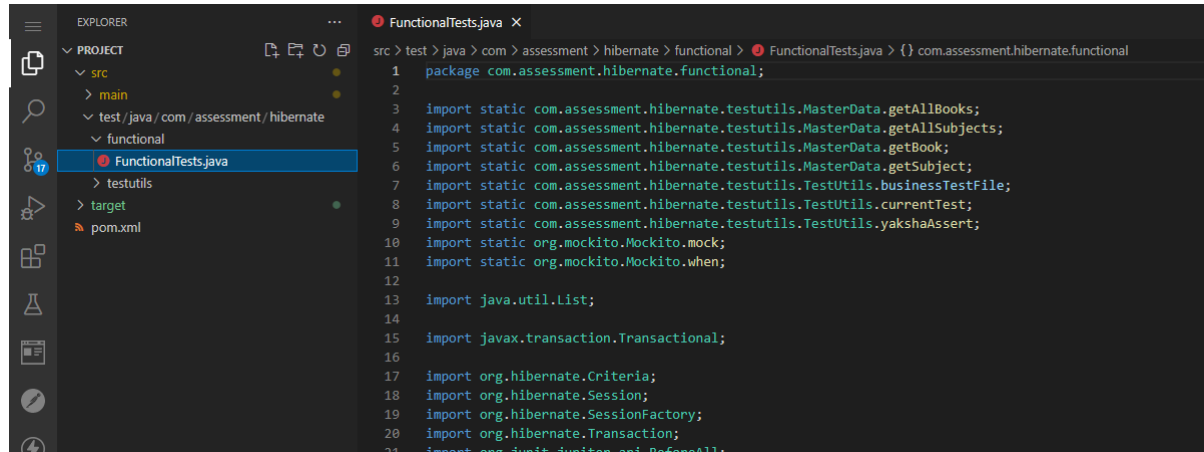 EXPLORER
PROJECT
src
main
test/java/com/assessment/hibernate
functional
FunctionalTests.java
testutils
target
pom.xml
17
FunctionalTests.java
src > test > java > com > assessment > hibernate > functional > FunctionalTests.java > {} com.assessment.hibernate.functional
1 package com.assessment.hibernate.functional;
2
3 import static com.assessment.hibernate.testutils.MasterData.getAllBooks;
4 import static com.assessment.hibernate.testutils.MasterData.getAllSubjects;
5 import static com.assessment.hibernate.testutils.MasterData.getBook;
6 import static com.assessment.hibernate.testutils.MasterData.getSubject;
7 import static com.assessment.hibernate.testutils.TestUtils.businessTestFile;
8 import static com.assessment.hibernate.testutils.TestUtils.currentTest;
9 import static com.assessment.hibernate.testutils.TestUtils.yakshaAssert;
10 import static org.mockito.Mockito.mock;
11 import static org.mockito.Mockito.when;
12
13 import java.util.List;
14
15 import javax.transaction.Transactional;
16
17 import org.hibernate.Criteria;
18 import org.hibernate.Session;
19 import org.hibernate.SessionFactory;
20 import org.hibernate.Transaction;
21 import org.junit.jupiter.api.BeforeAll;